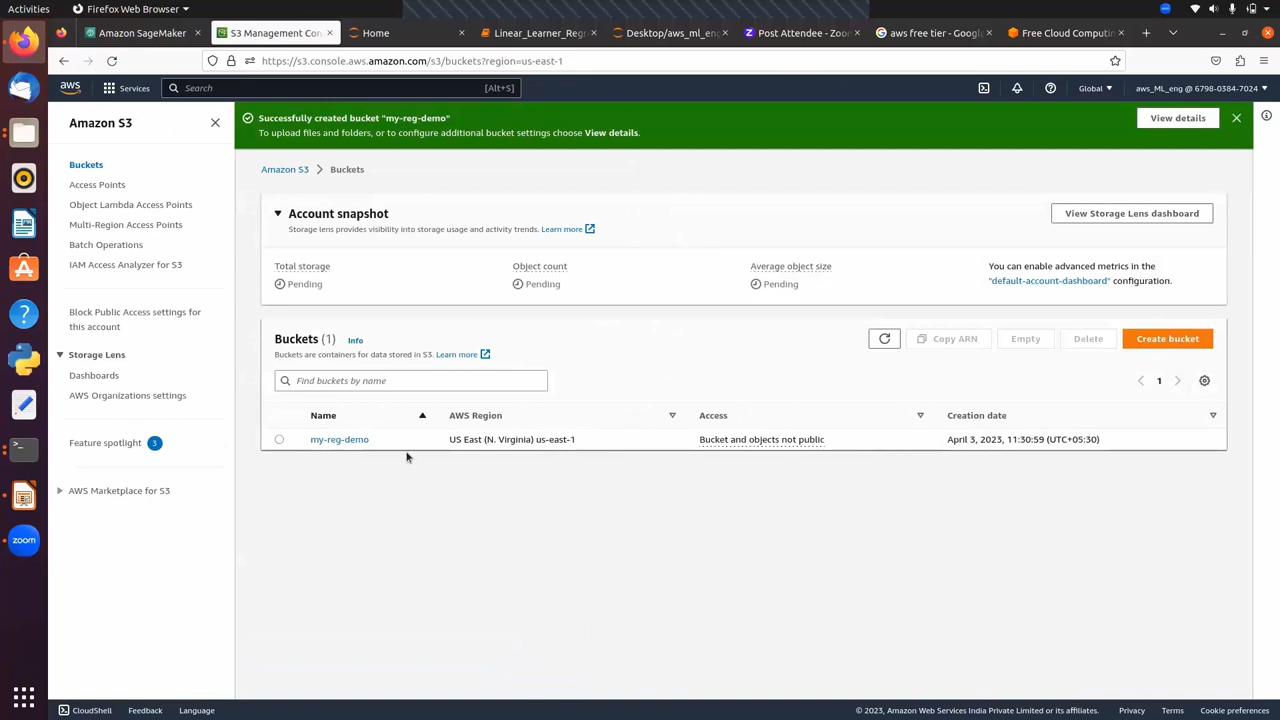 Activities
Firefox Web Browser
Amazon SageMaker
S3 Management Con
Home
Linear_Learner_Regr
Desktop/aws_ml_eng
Post Attendee - Zoom
aws free tier - Google
Free Cloud Computin
https://s3.console.aws.amazon.com/s3/buckets?region=us-east-1
aws
Services
Search
[Alt+S]
Global
aws_ML_eng @ 6798-0384-7024
Amazon S3
Buckets
Access Points
Object Lambda Access Points
Multi-Region Access Points
Batch Operations
IAM Access Analyzer for S3
Block Public Access settings for
this account
Storage Lens
Dashboards
AWS Organizations settings
Feature spotlight 3
AWS Marketplace for S3
Successfully created bucket "my-reg-demo"
To upload files and folders, or to configure additional bucket settings choose View details.
View details
Amazon S3 > Buckets
Account snapshot
Storage lens provides visibility into storage usage and activity trends. Learn more
View Storage Lens dashboard
Total storage
Pending
Object count
Pending
Average object size
Pending
You can enable advanced metrics in the
"default-account-dashboard" configuration.
Buckets (1) Info
Buckets are containers for data stored in S3. Learn more
Copy ARN
Empty
Delete
Create bucket
Find buckets by name
1
Name
AWS Region
Access
Creation date
my-reg-demo
US East (N. Virginia) us-east-1
Bucket and objects not public
April 3, 2023, 11:30:59 (UTC+05:30)
zoom
CloudShell
Feedback
Language
© 2023, Amazon Web Services India Private Limited or its affiliates.
Privacy
Terms
Cookie preferences